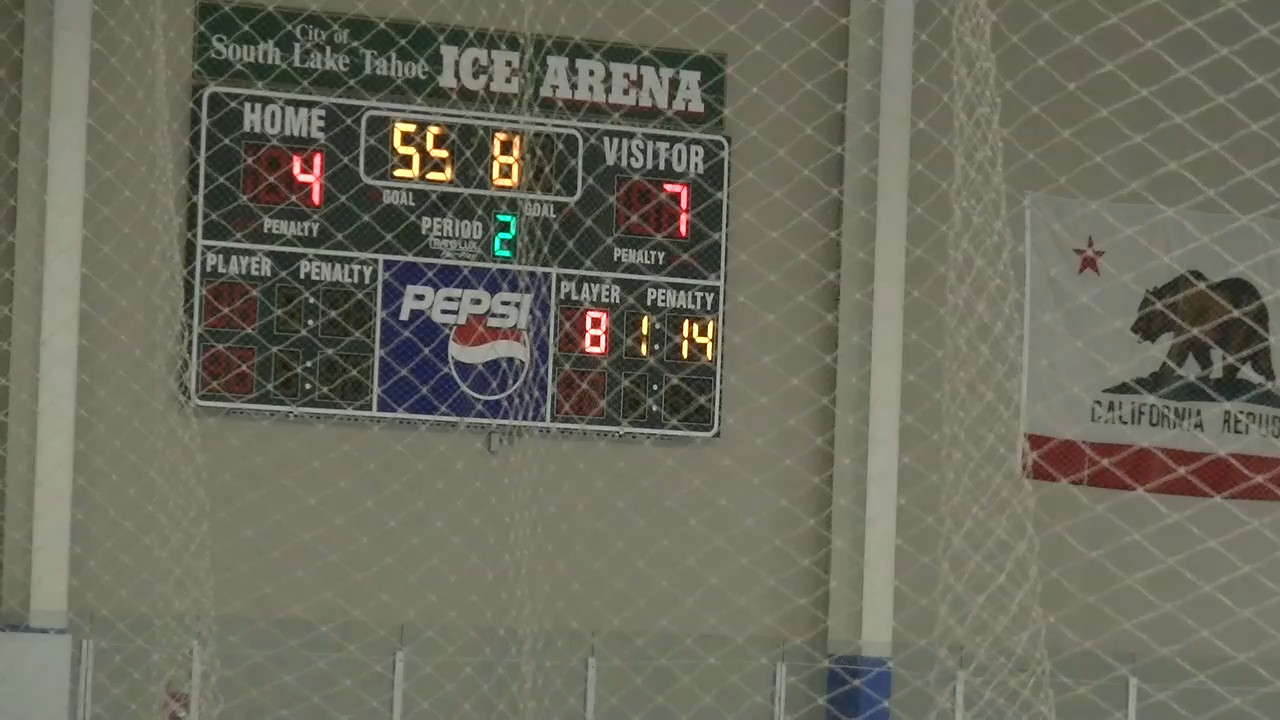 City of
South Lake Tahoe ICE ARENA
HOME 55 8 VISITOR
4 7
GOAL GOAL
PENALTY PERIOD 2 PENALTY
PLAYER PENALTY PEPSI PLAYER PENALTY
8 1:14
CALIFORNIA REPUB